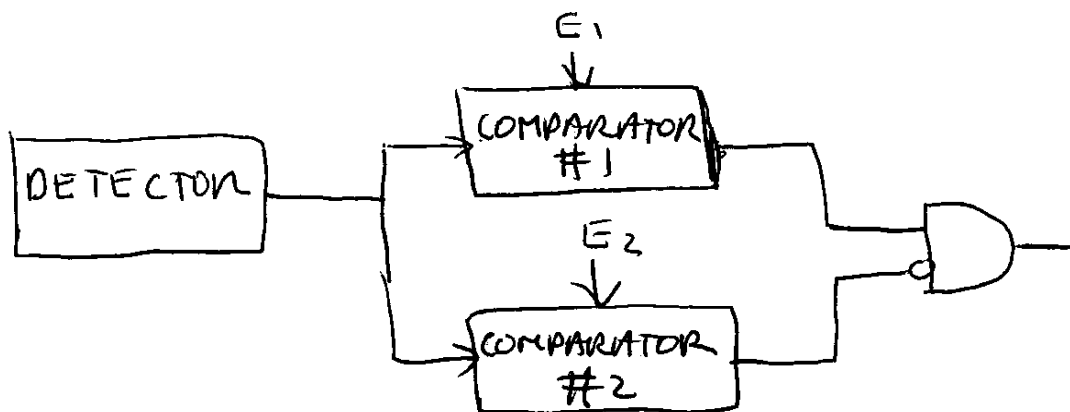 E1
COMPARATOR
#1
DETECTOR
E2
COMPARATOR
#2